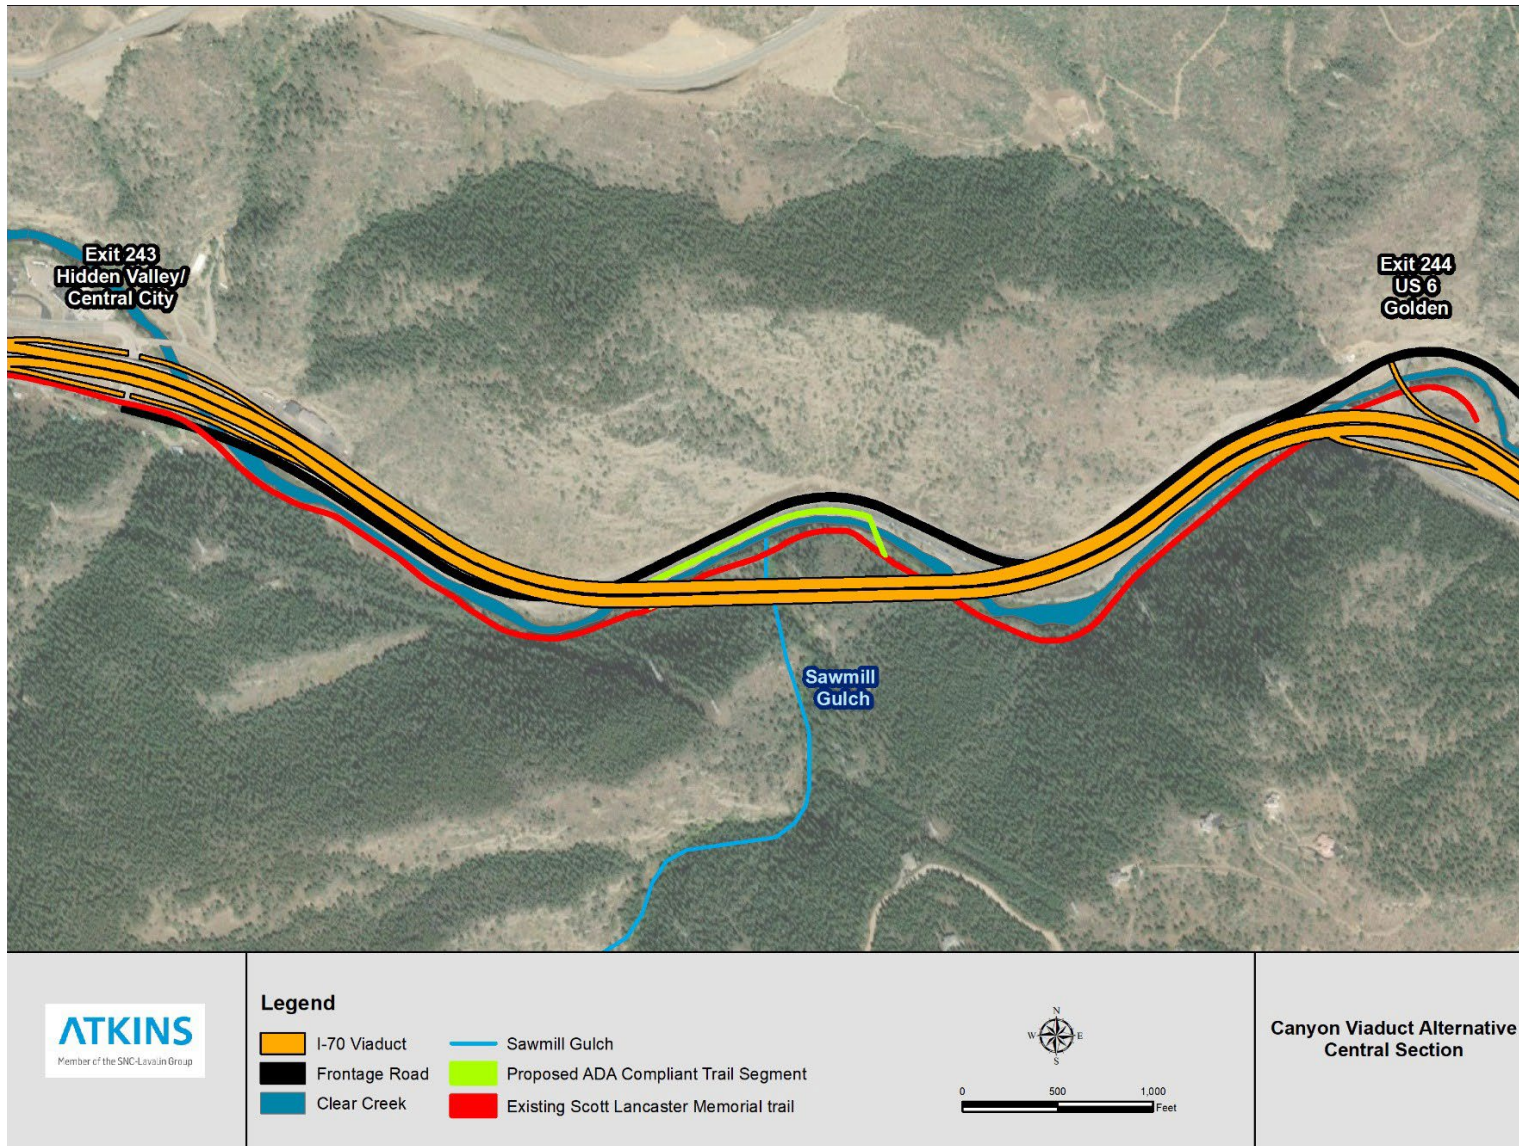 Exit 243
Hidden Valley/
Central City
Exit 244
US 6
Golden
Sawmill
Gulch
ATKINS
Member of the SNC-Lavalin Group
Legend
I-70 Viaduct
Frontage Road
Clear Creek
Sawmill Gulch
Proposed ADA Compliant Trail Segment
Existing Scott Lancaster Memorial trail
N
W E
S
0 500 1,000
Feet
Canyon Viaduct Alternative
Central Section